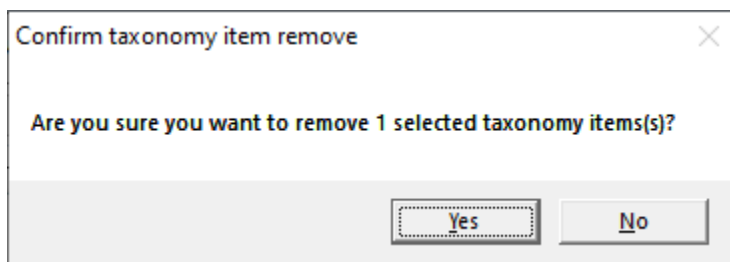 Confirm taxonomy item remove
Are you sure you want to remove 1 selected taxonomy items(s)?
Yes
No